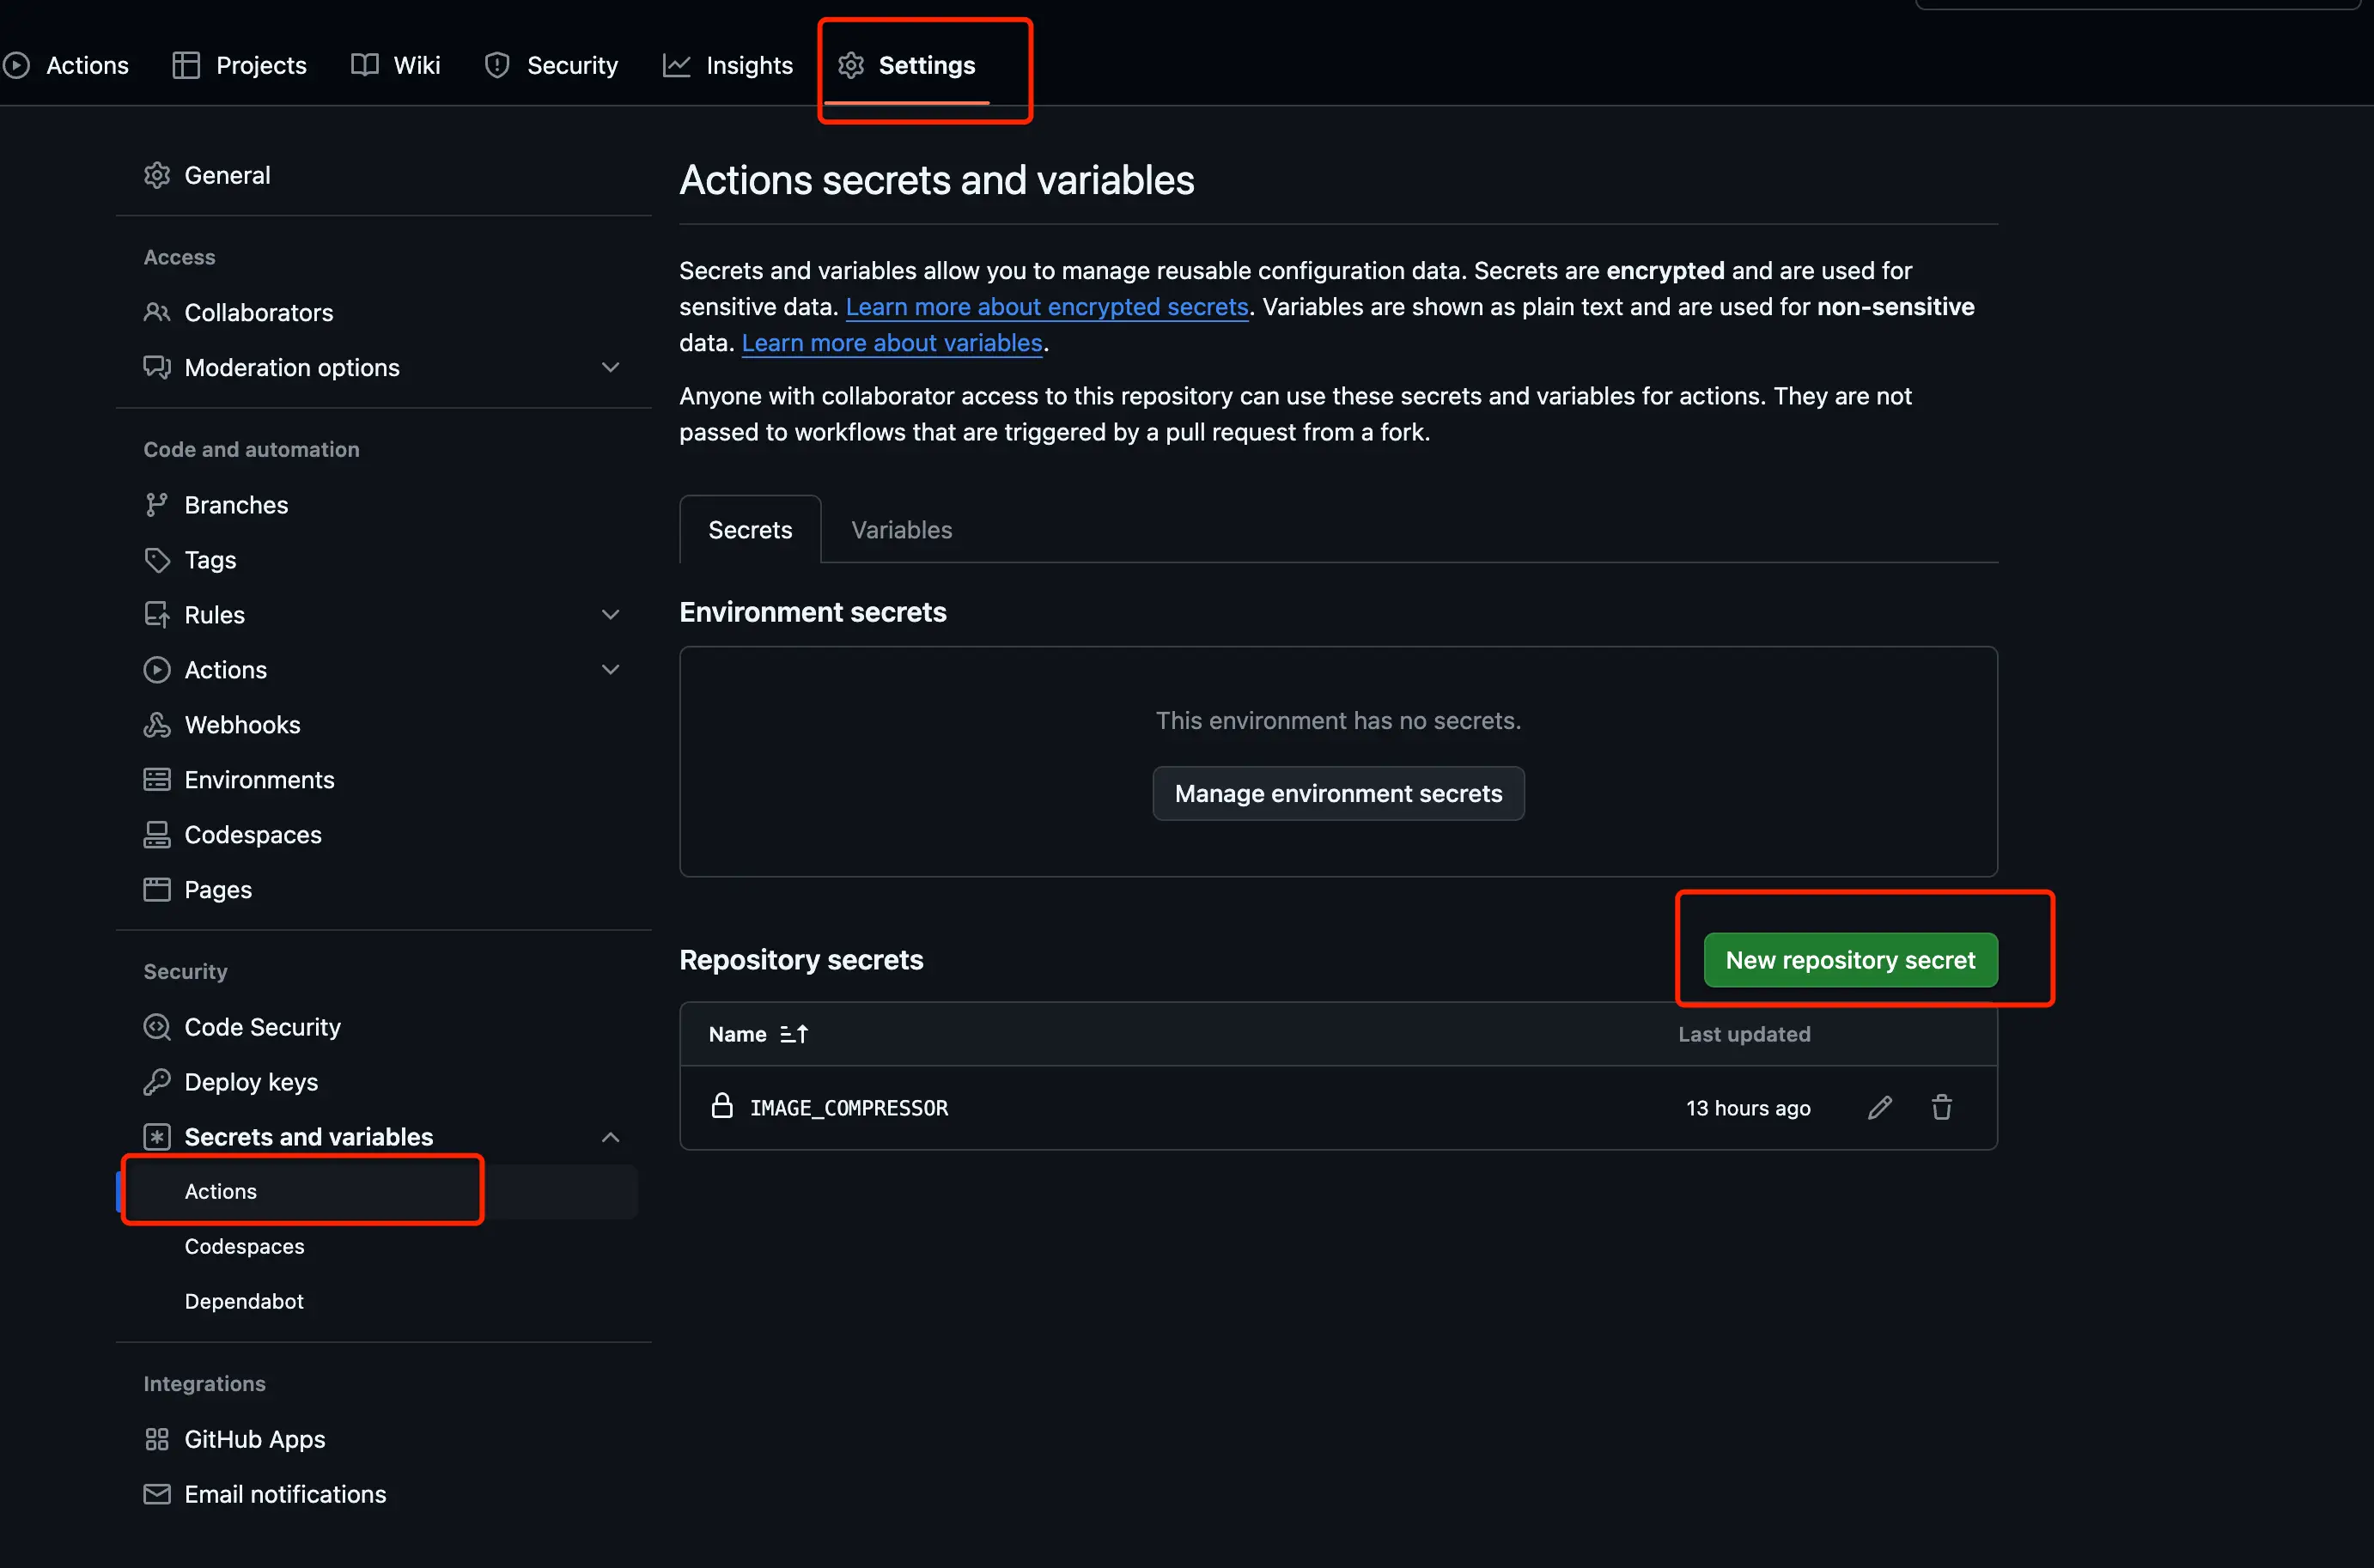 Actions
Projects
Wiki
Security
Insights
Settings
General
Access
Collaborators
Moderation options
Code and automation
Branches
Tags
Rules
Actions
Webhooks
Environments
Codespaces
Pages
Security
Code Security
Deploy keys
Secrets and variables
Actions
Codespaces
Dependabot
Integrations
GitHub Apps
Email notifications
Actions secrets and variables
Secrets and variables allow you to manage reusable configuration data. Secrets are encrypted and are used for
sensitive data. Learn more about encrypted secrets. Variables are shown as plain text and are used for non-sensitive
data. Learn more about variables.
Anyone with collaborator access to this repository can use these secrets and variables for actions. They are not
passed to workflows that are triggered by a pull request from a fork.
Secrets
Variables
Environment secrets
This environment has no secrets.
Manage environment secrets
Repository secrets
New repository secret
Name
Last updated
IMAGE_COMPRESSOR
13 hours ago